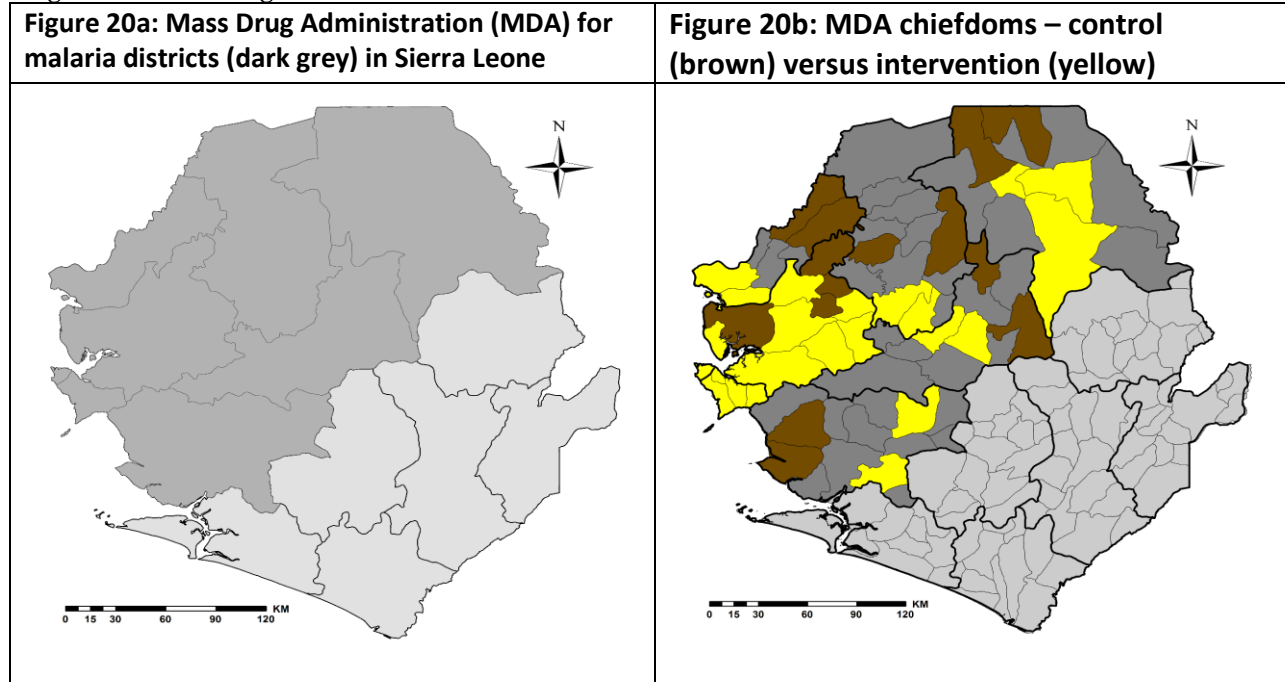 Figure 20a: Mass Drug Administration (MDA) for
malaria districts (dark grey) in Sierra Leone
Figure 20b: MDA chiefdoms – control
(brown) versus intervention (yellow)
N
N
KM
0 15 30 60 90 120
KM
0 15 30 60 90 120